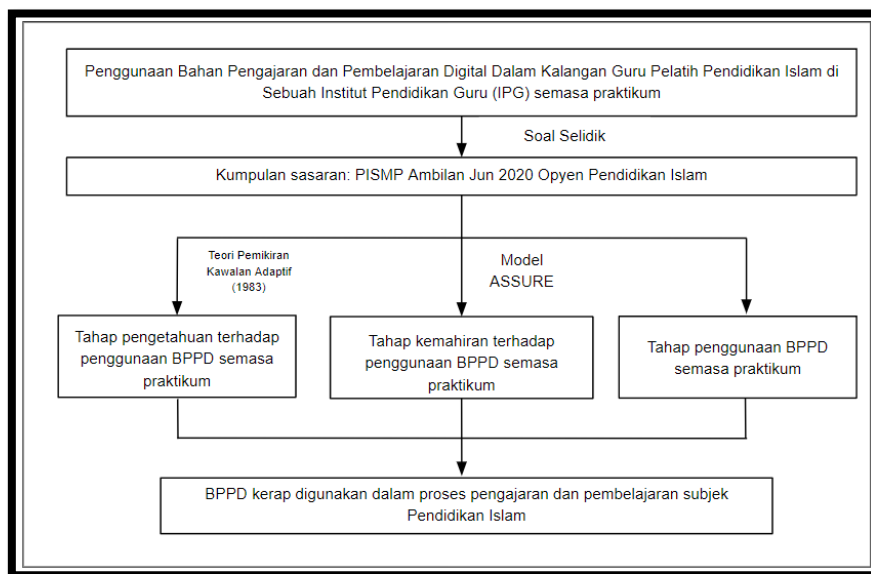 Penggunaan Bahan Pengajaran dan Pembelajaran Digital Dalam Kalangan Guru Pelatih Pendidikan Islam di
Sebuah Institut Pendidikan Guru (IPG) semasa praktikum
Soal Selidik
Kumpulan sasaran: PISMP Ambilan Jun 2020 Opyen Pendidikan Islam
Teori Pemikiran
Kawalan Adaptif
(1983)
Model
ASSURE
Tahap pengetahuan terhadap
penggunaan BPPD semasa
praktikum
Tahap kemahiran terhadap
penggunaan BPPD semasa
praktikum
Tahap penggunaan BPPD
semasa praktikum
BPPD kerap digunakan dalam proses pengajaran dan pembelajaran subjek
Pendidikan Islam